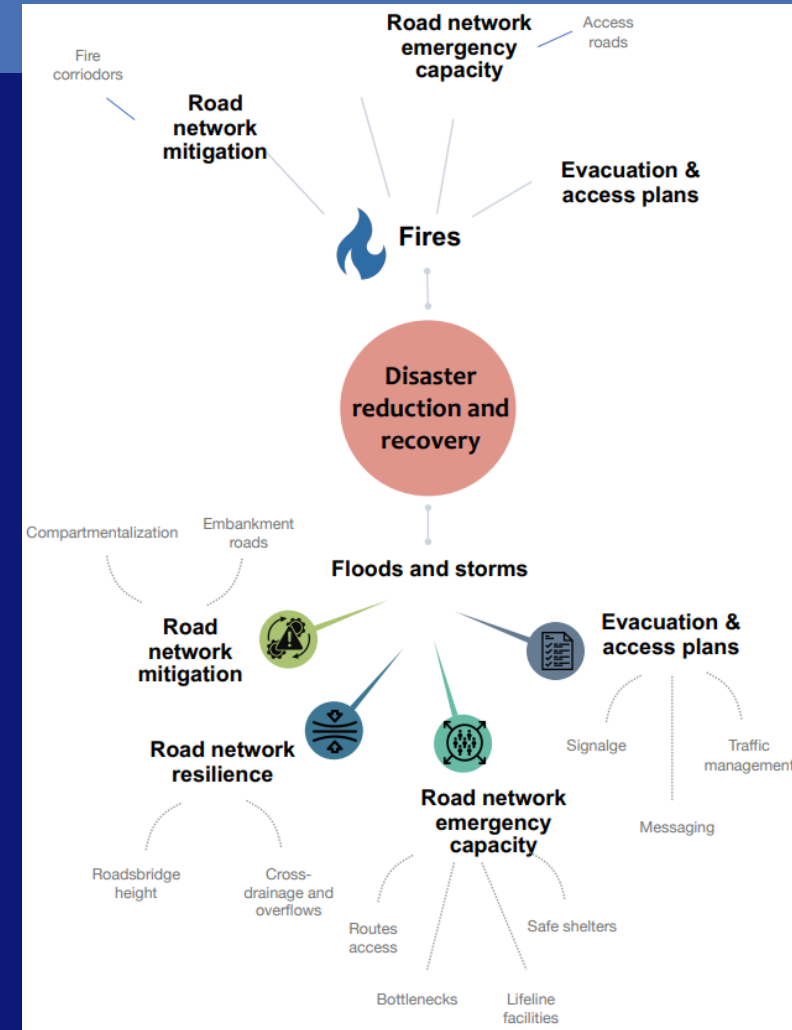 Road network
emergency
capacity
Access
roads
Fire
corriodors
Road
network
mitigation
Evacuation &
access plans
Fires
Disaster
reduction and
recovery
Compartmentalization
Embankment
roads
Floods and storms
Road
network
mitigation
Evacuation &
access plans
Road network
resilience
Signalge
Traffic
management
Road network
emergency
capacity
Messaging
Roadsbridge
height
Cross-
drainage and
overflows
Routes
access
Safe shelters
Bottlenecks
Lifeline
facilities